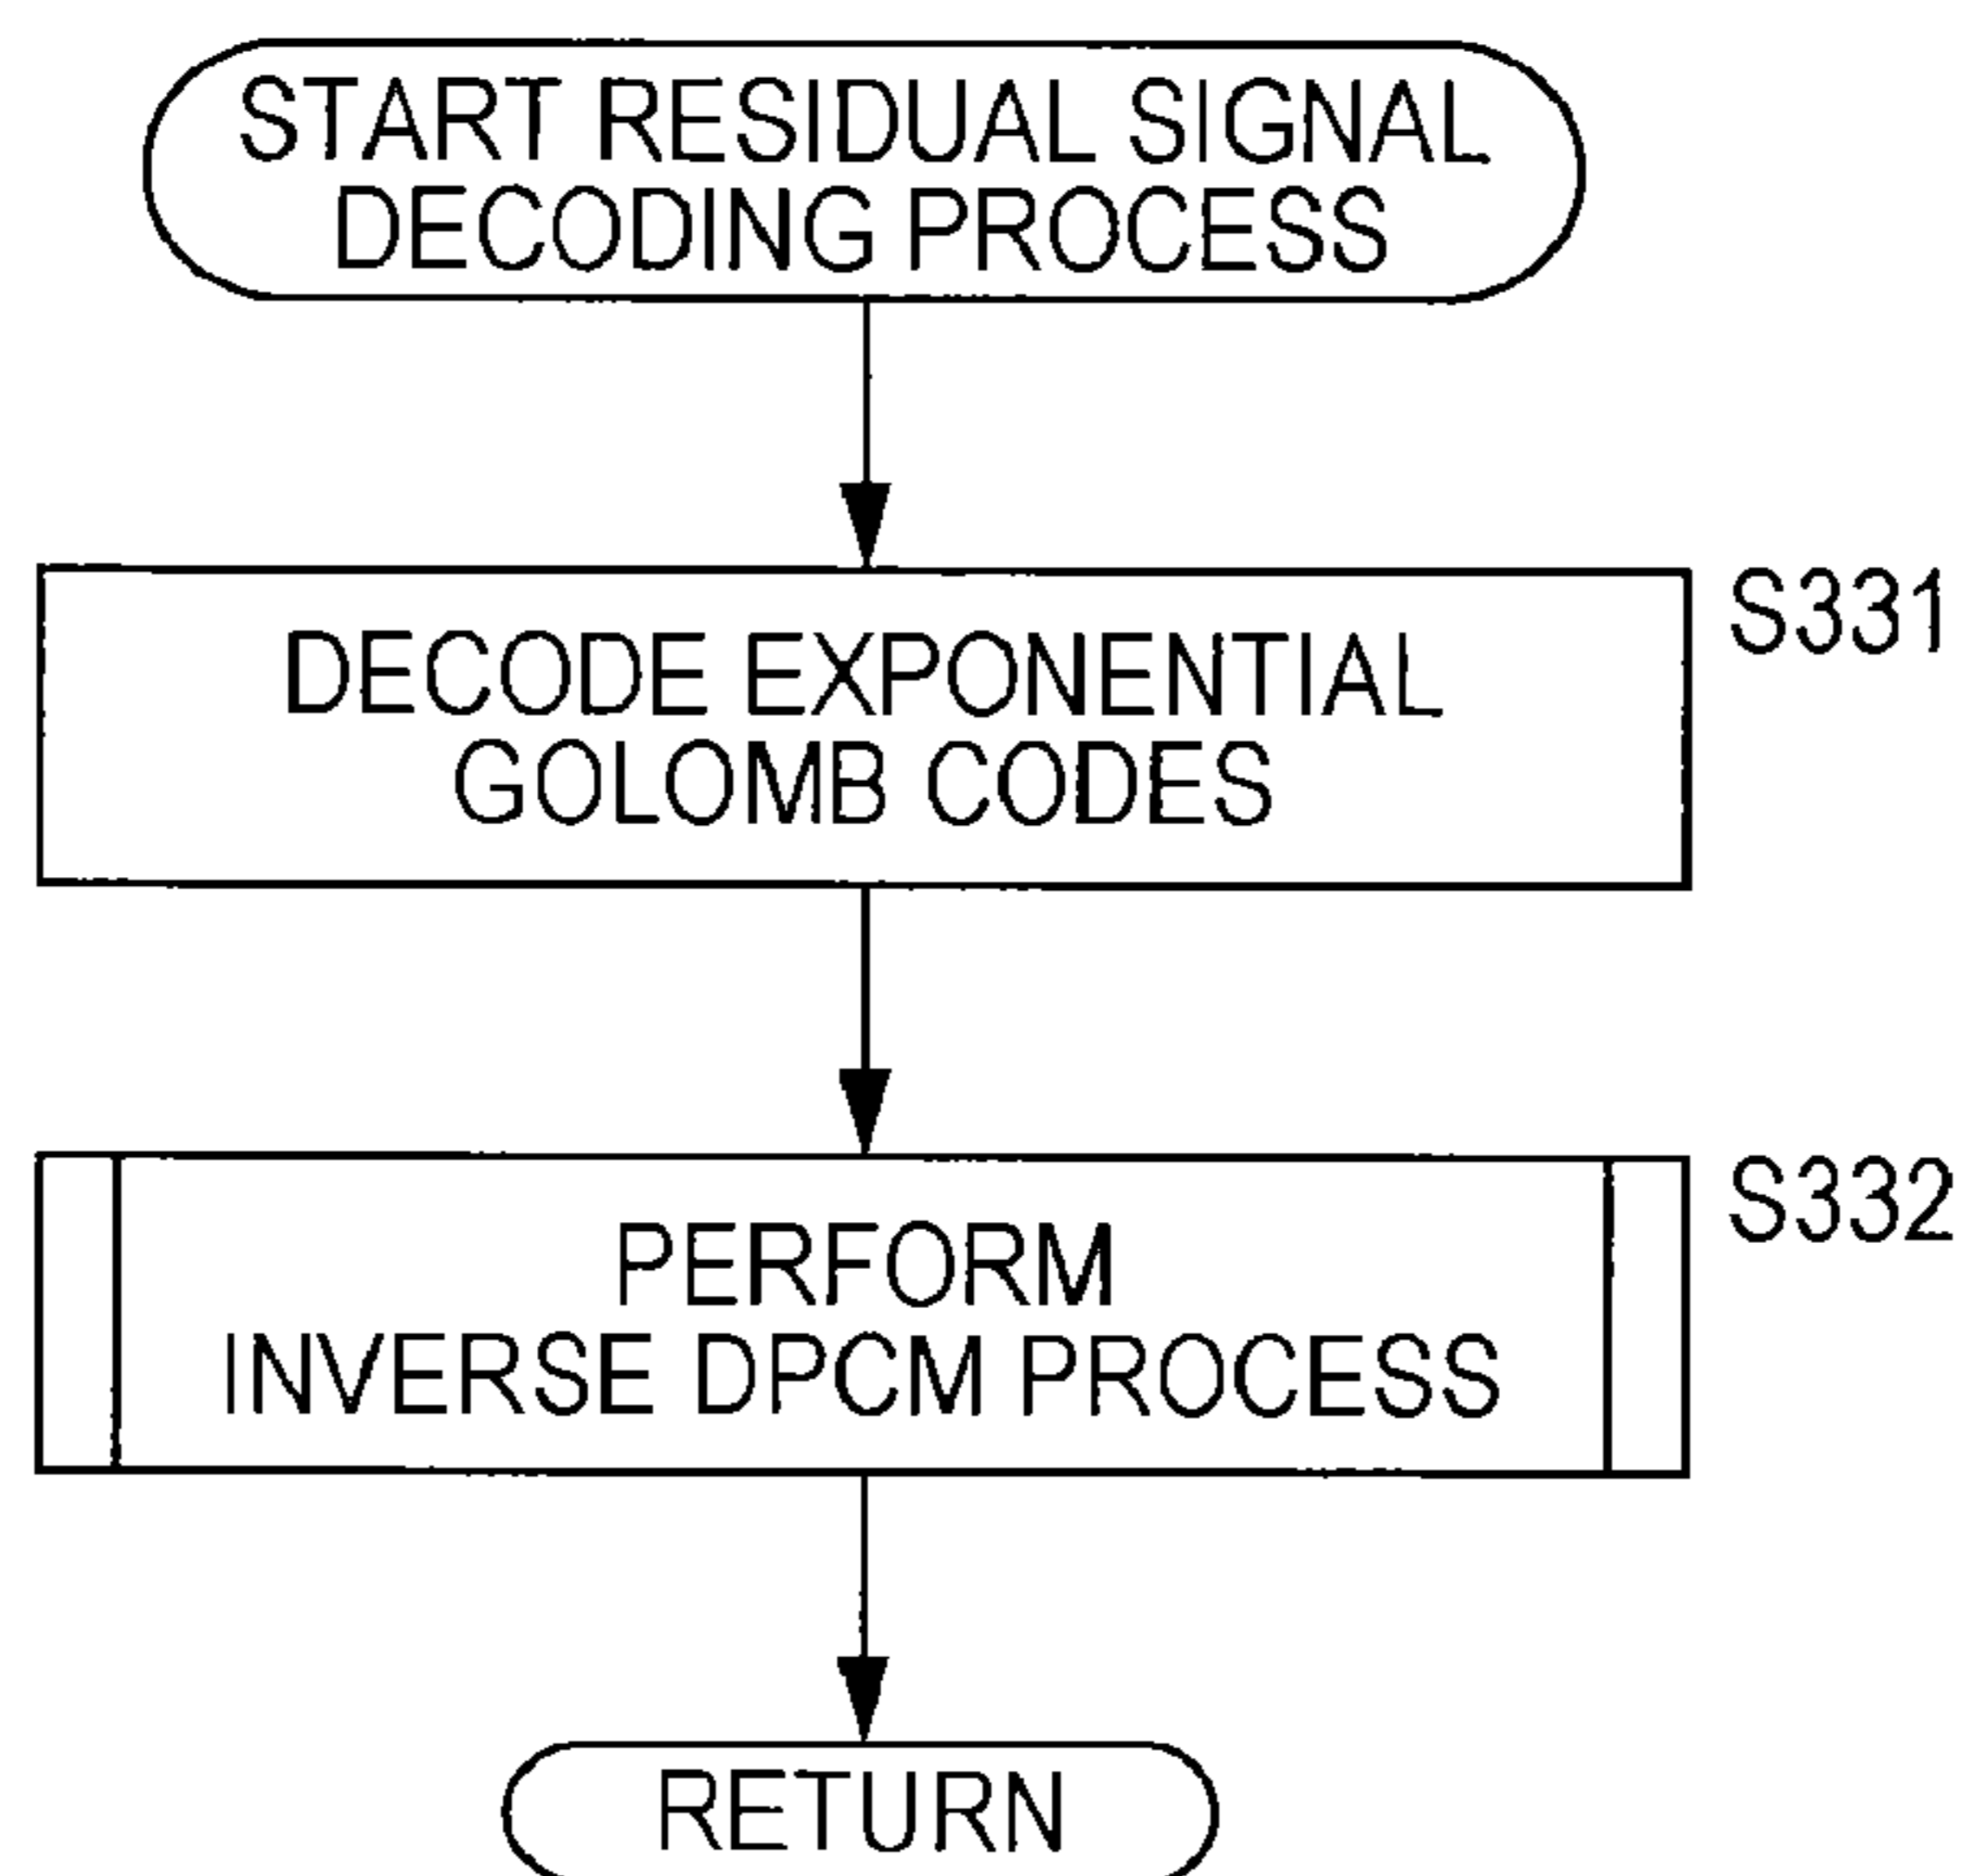 START RESIDUAL SIGNAL
DECODING PROCESS
DECODE EXPONENTIAL
GOLOMB CODES
S331
PERFORM
INVERSE DPCM PROCESS
S332
RETURN